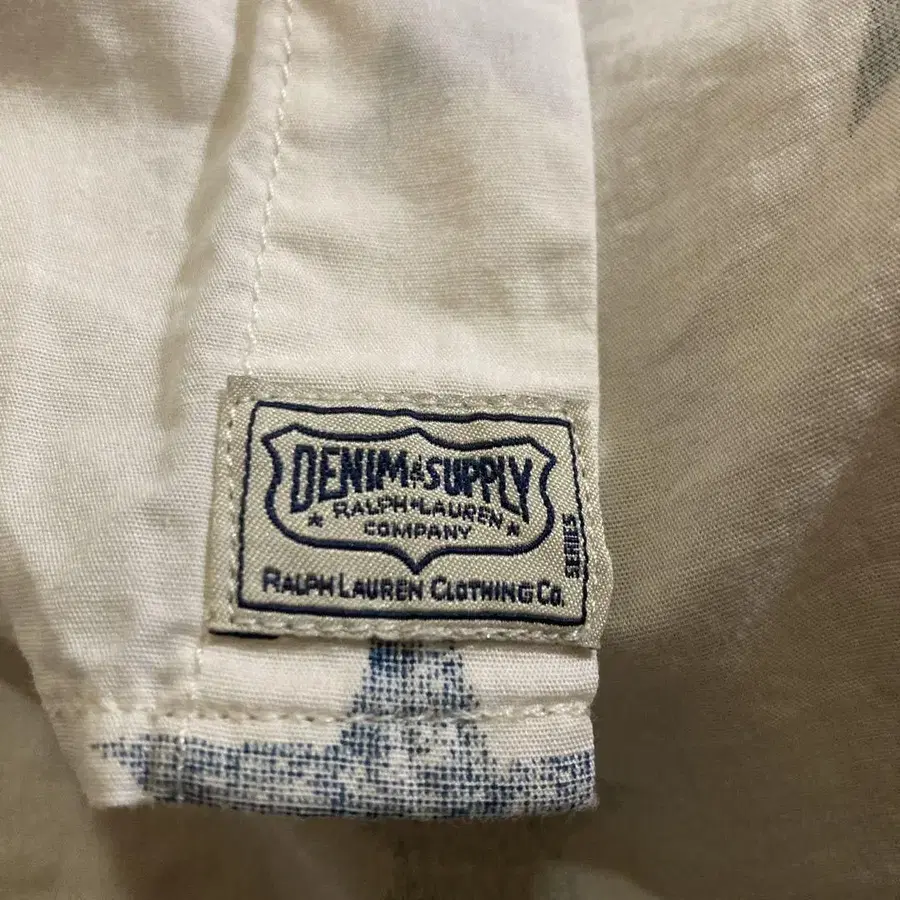 DENIM & SUPPLY
RALPH LAUREN
COMPANY
SERIES
RALPH LAUREN CLOTHING CO.